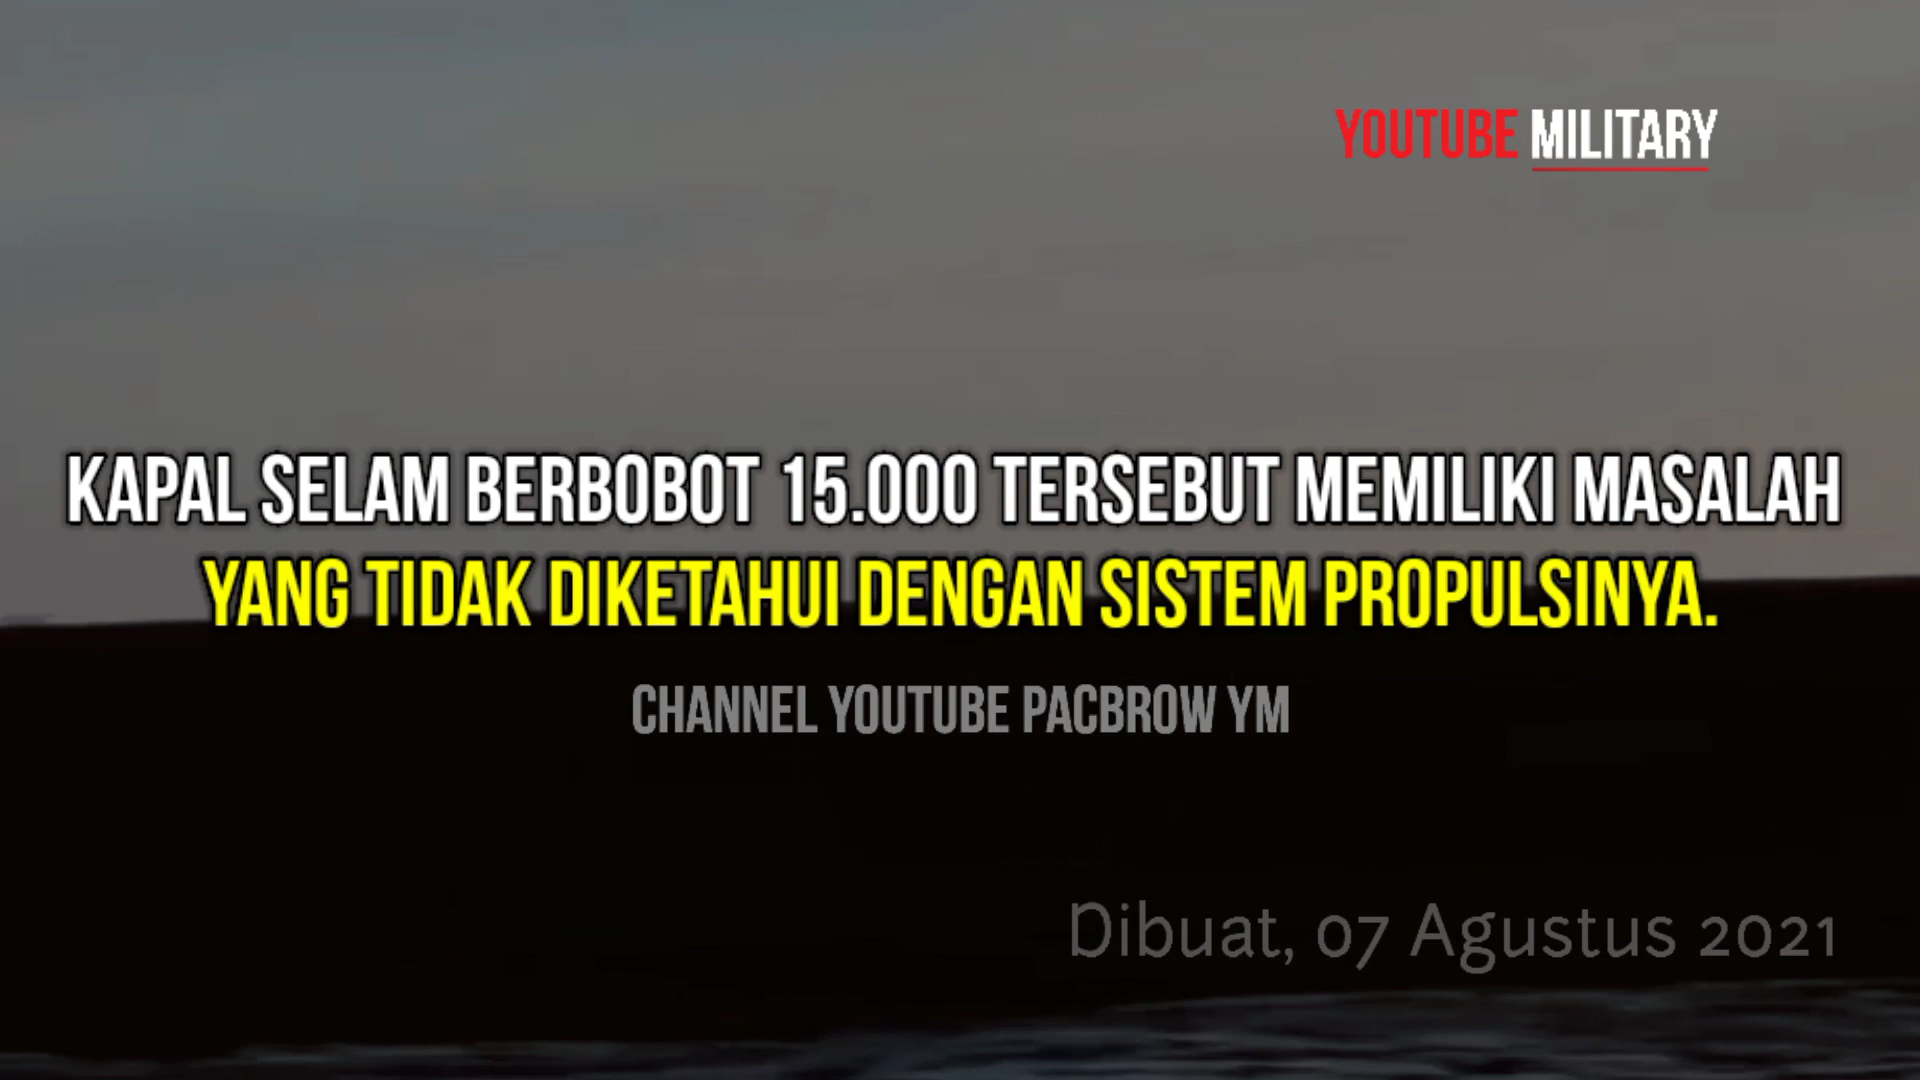 YOUTUBE MILITARY
KAPAL SELAM BERBOBOT 15.000 TERSEBUT MEMILIKI MASALAH
YANG TIDAK DIKETAHUI DENGAN SISTEM PROPULSINYA.
CHANNEL YOUTUBE PACBROW YM
Dibuat, 07 Agustus 2021